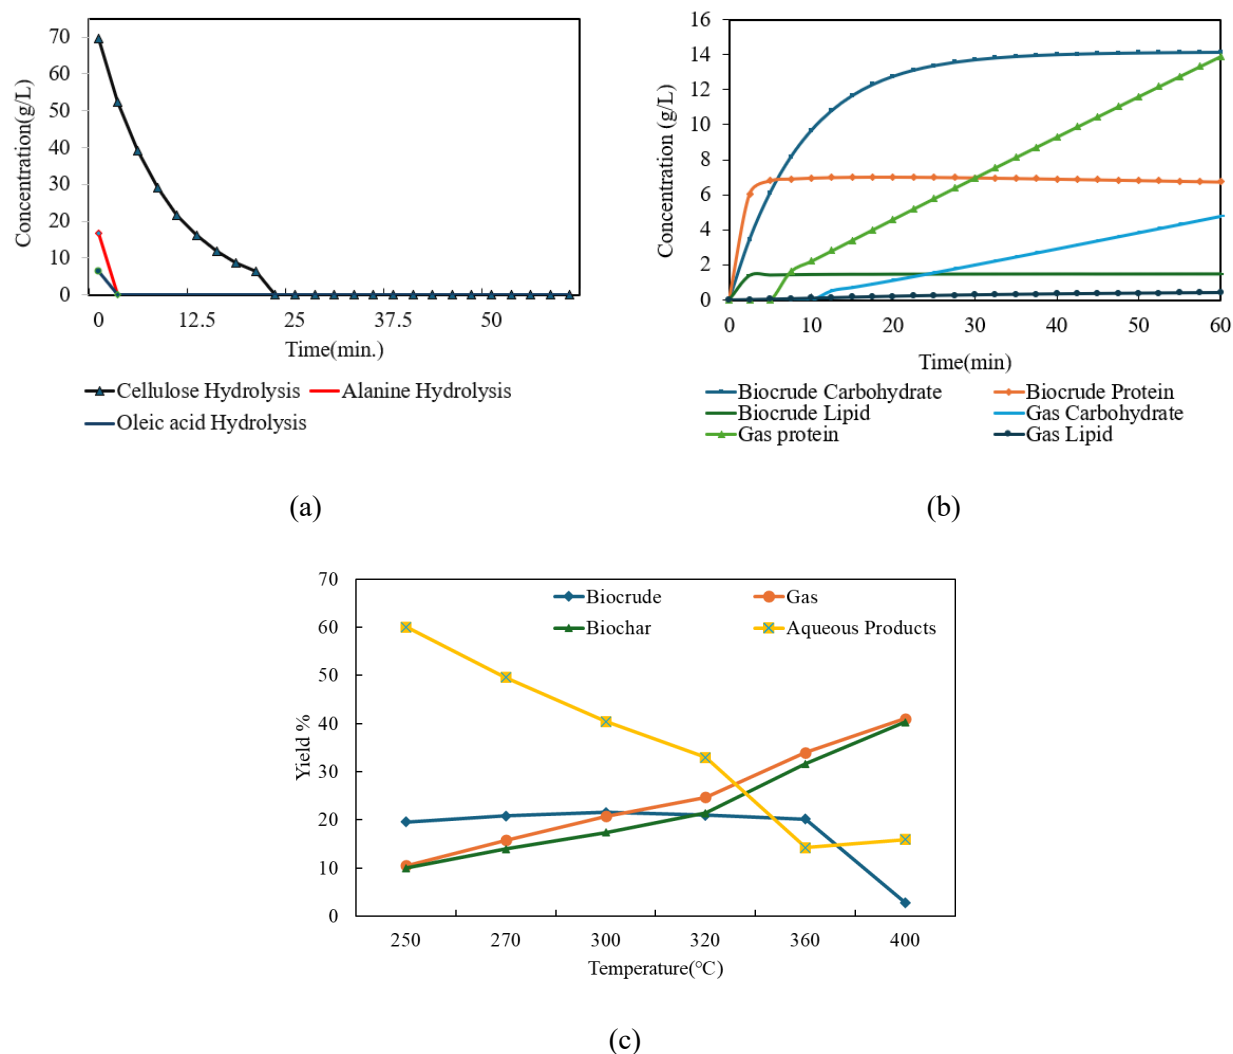 70
60
50
40
30
20
10
0
Concentration(g/L)
0 12.5 25 37.5 50
Time(min.)
Cellulose Hydrolysis Alanine Hydrolysis
Oleic acid Hydrolysis
(a)
16
14
12
10
8
6
4
2
0
Concentration (g/L)
0 10 20 30 40 50 60
Time(min)
Biocrude Carbohydrate Biocrude Protein
Biocrude Lipid Gas Carbohydrate
Gas protein Gas Lipid
(b)
70
60
50
40
30
20
10
0
Yield %
Biocrude Gas
Biochar Aqueous Products
250 270 300 320 360 400
Temperature(°C)
(c)